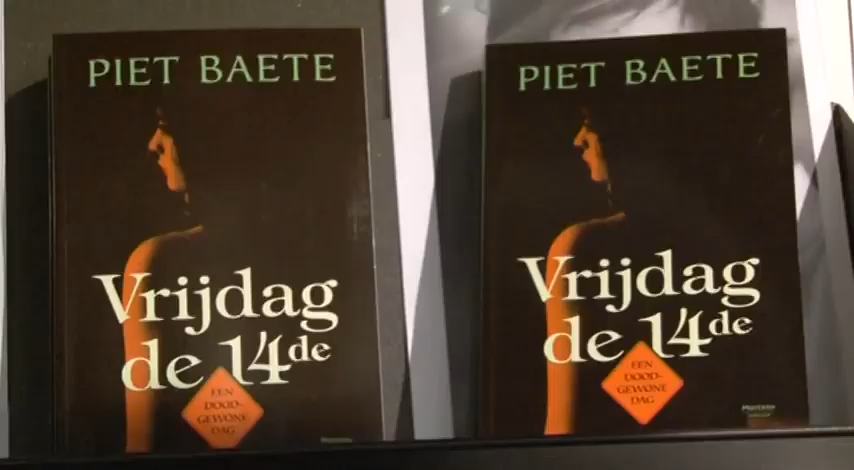 PIET BAETE
Vrijdag
de 14de
EEN
DOOD-
GEWONE
DAG
PIET BAETE
Vrijdag
de 14de
EEN
DOOD-
GEWONE
DAG